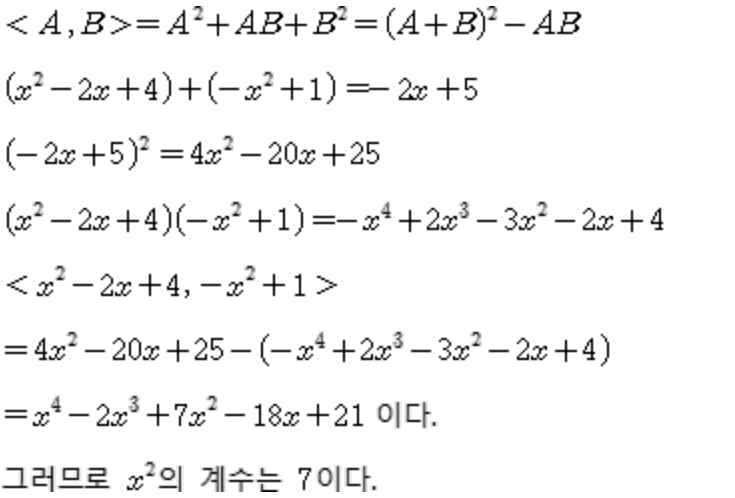 < A, B > = A² + AB + B² = (A+B)² − AB
(x² − 2x + 4) + (−x² + 1) = −2x + 5
(−2x + 5)² = 4x² − 20x + 25
(x² − 2x + 4)(−x² + 1) = −x⁴ + 2x³ − 3x² − 2x + 4
< x² − 2x + 4, −x² + 1 >
= 4x² − 20x + 25 − (−x⁴ + 2x³ − 3x² − 2x + 4)
= x⁴ − 2x³ + 7x² − 18x + 21 이다.
그러므로 x²의 계수는 7이다.